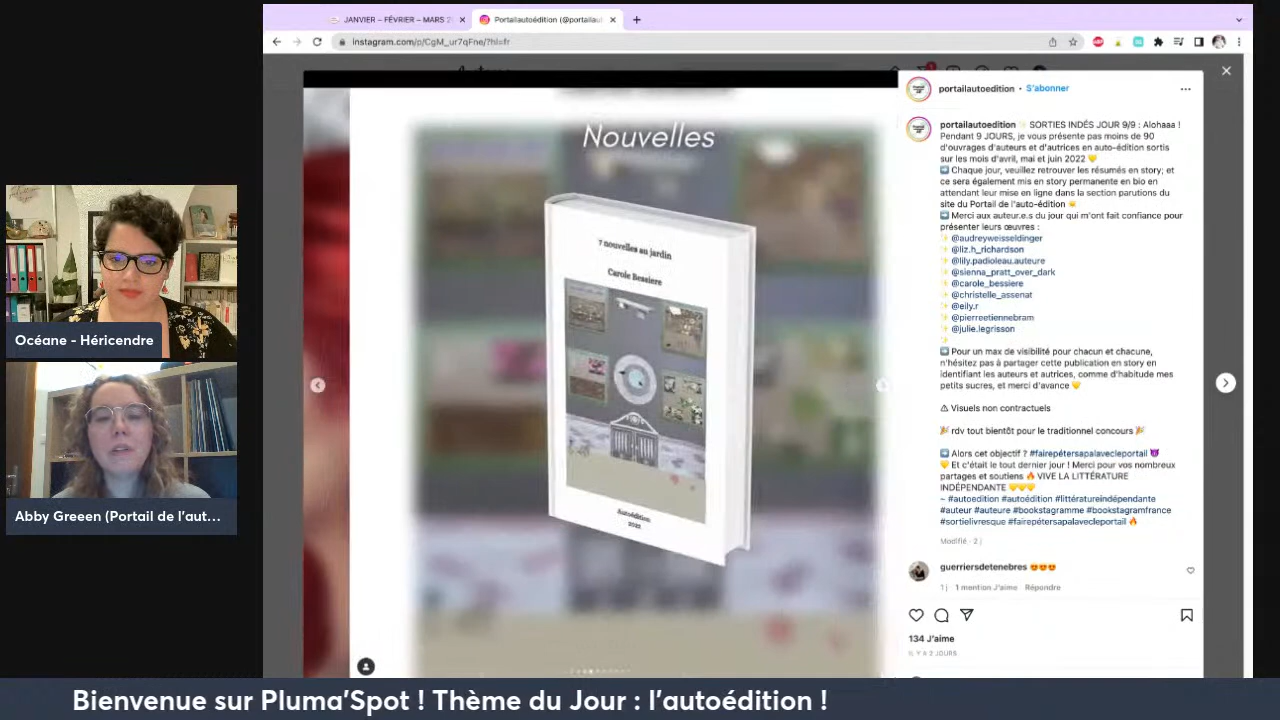 JANVIER – FÉVRIER – MARS 2
Portailautoédition (@portailaut
instagram.com/p/CgM_ur7qFne/?hl=fr
Nouvelles
7 nouvelles au jardin
Carole Bessiere
Autoédition
2022
portailautoedition • S'abonner
portailautoedition ✨ SORTIES INDÉS JOUR 9/9 : Alohaaa !
Pendant 9 JOURS, je vous présente pas moins de 90
d'ouvrages d'auteurs et d'autrices en auto-édition sortis
sur les mois d'avril, mai et juin 2022 💛
➡️ Chaque jour, veuillez retrouver les résumés en story; et
ce sera également mis en story permanente en bio en
attendant leur mise en ligne dans la section parutions du
site du Portail de l'auto-édition ☀️
➡️ Merci aux auteur.e.s du jour qui m'ont fait confiance pour
présenter leurs œuvres :
✨ @audreyweisseldinger
✨ @liz.h_richardson
✨ @lily.padioleau.auteure
✨ @sienna_pratt_over_dark
✨ @carole_bessiere
✨ @christelle_assenat
✨ @eily.r
✨ @pierreetiennebram
✨ @julie.legrisson
✨
➡️ Pour un max de visibilité pour chacun et chacune,
n'hésitez pas à partager cette publication en story en
identifiant les auteurs et autrices, comme d'habitude mes
petits sucres, et merci d'avance 💛
⚠ Visuels non contractuels
🎉 rdv tout bientôt pour le traditionnel concours 🎉
➡️ Alors cet objectif ? #fairepétersapalavecleportail 😈
💛 Et c'était le tout dernier jour ! Merci pour vos nombreux
partages et soutiens 🔥 VIVE LA LITTÉRATURE
INDÉPENDANTE 💛💛💛
~ #autoedition #autoédition #littératureindépendante
#auteur #auteure #bookstagramme #bookstagramfrance
#sortielivresque #fairepétersapalavecleportail 🔥
Modifié · 2 j
guerriersdetenebres 😍😍😍
1 j 1 mention J'aime Répondre
134 J'aime
IL Y A 2 JOURS
Océane - Héricendre
Abby Greeen (Portail de l'aut...
Bienvenue sur Pluma'Spot ! Thème du Jour : l'autoédition !